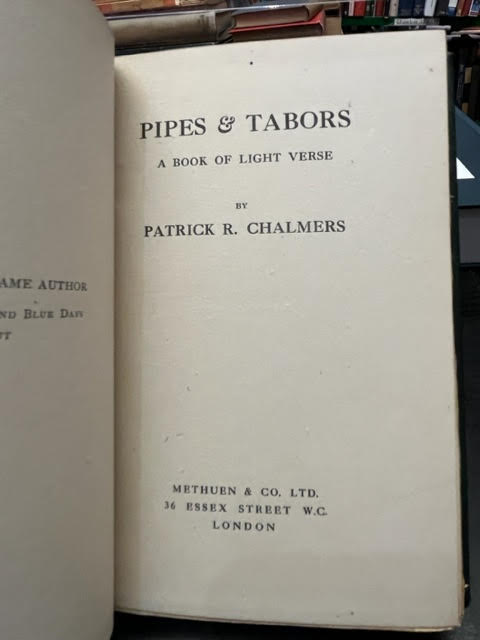 AME AUTHOR
ND BLUE DAYS
PIPES & TABORS
A BOOK OF LIGHT VERSE
BY
PATRICK R. CHALMERS
METHUEN & CO. LTD.
36 ESSEX STREET W.C.
LONDON